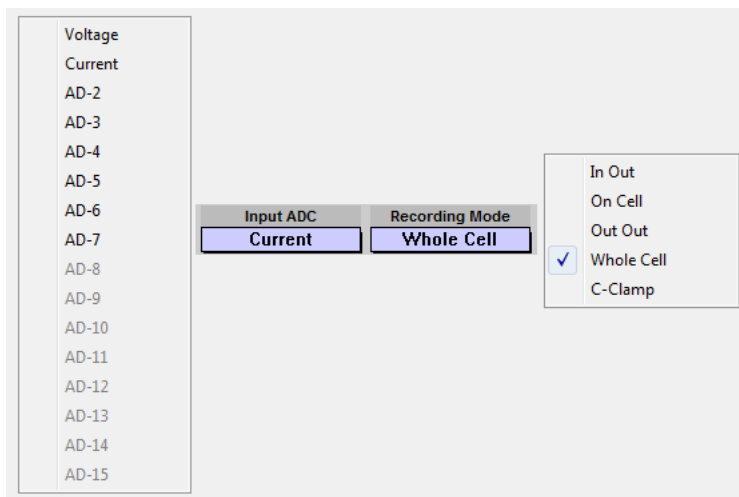 Voltage
Current
AD-2
AD-3
AD-4
AD-5
AD-6
AD-7
AD-8
AD-9
AD-10
AD-11
AD-12
AD-13
AD-14
AD-15
Input ADC
Current
Recording Mode
Whole Cell
In Out
On Cell
Out Out
Whole Cell
C-Clamp